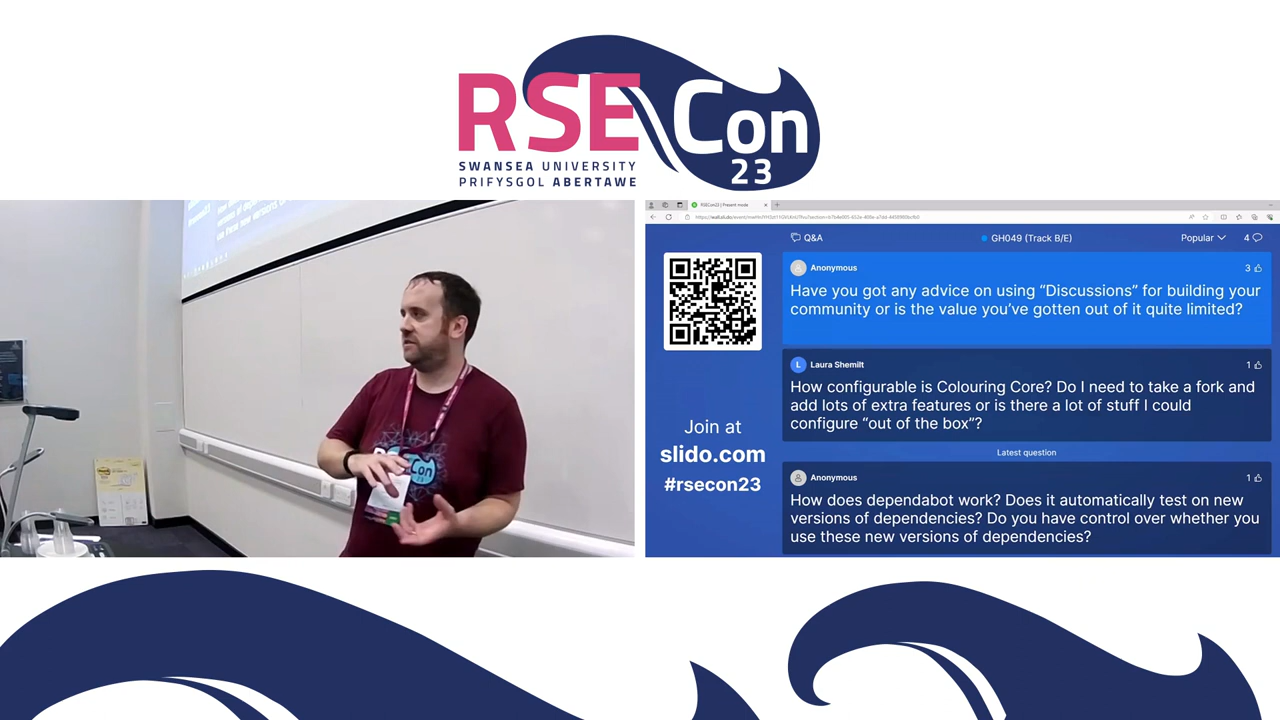 RSE Con
23
SWANSEA UNIVERSITY
PRIFYSGOL ABERTAWE
RSECon23 | Present mode
Q&A
GH049 (Track B/E)
Popular
4
Anonymous
3
Have you got any advice on using “Discussions” for building your
community or is the value you’ve gotten out of it quite limited?
L
Laura Shemilt
1
How configurable is Colouring Core? Do I need to take a fork and
add lots of extra features or is there a lot of stuff I could
configure “out of the box”?
Latest question
Anonymous
1
How does dependabot work? Does it automatically test on new
versions of dependencies? Do you have control over whether you
use these new versions of dependencies?
Join at
slido.com
#rsecon23
Con